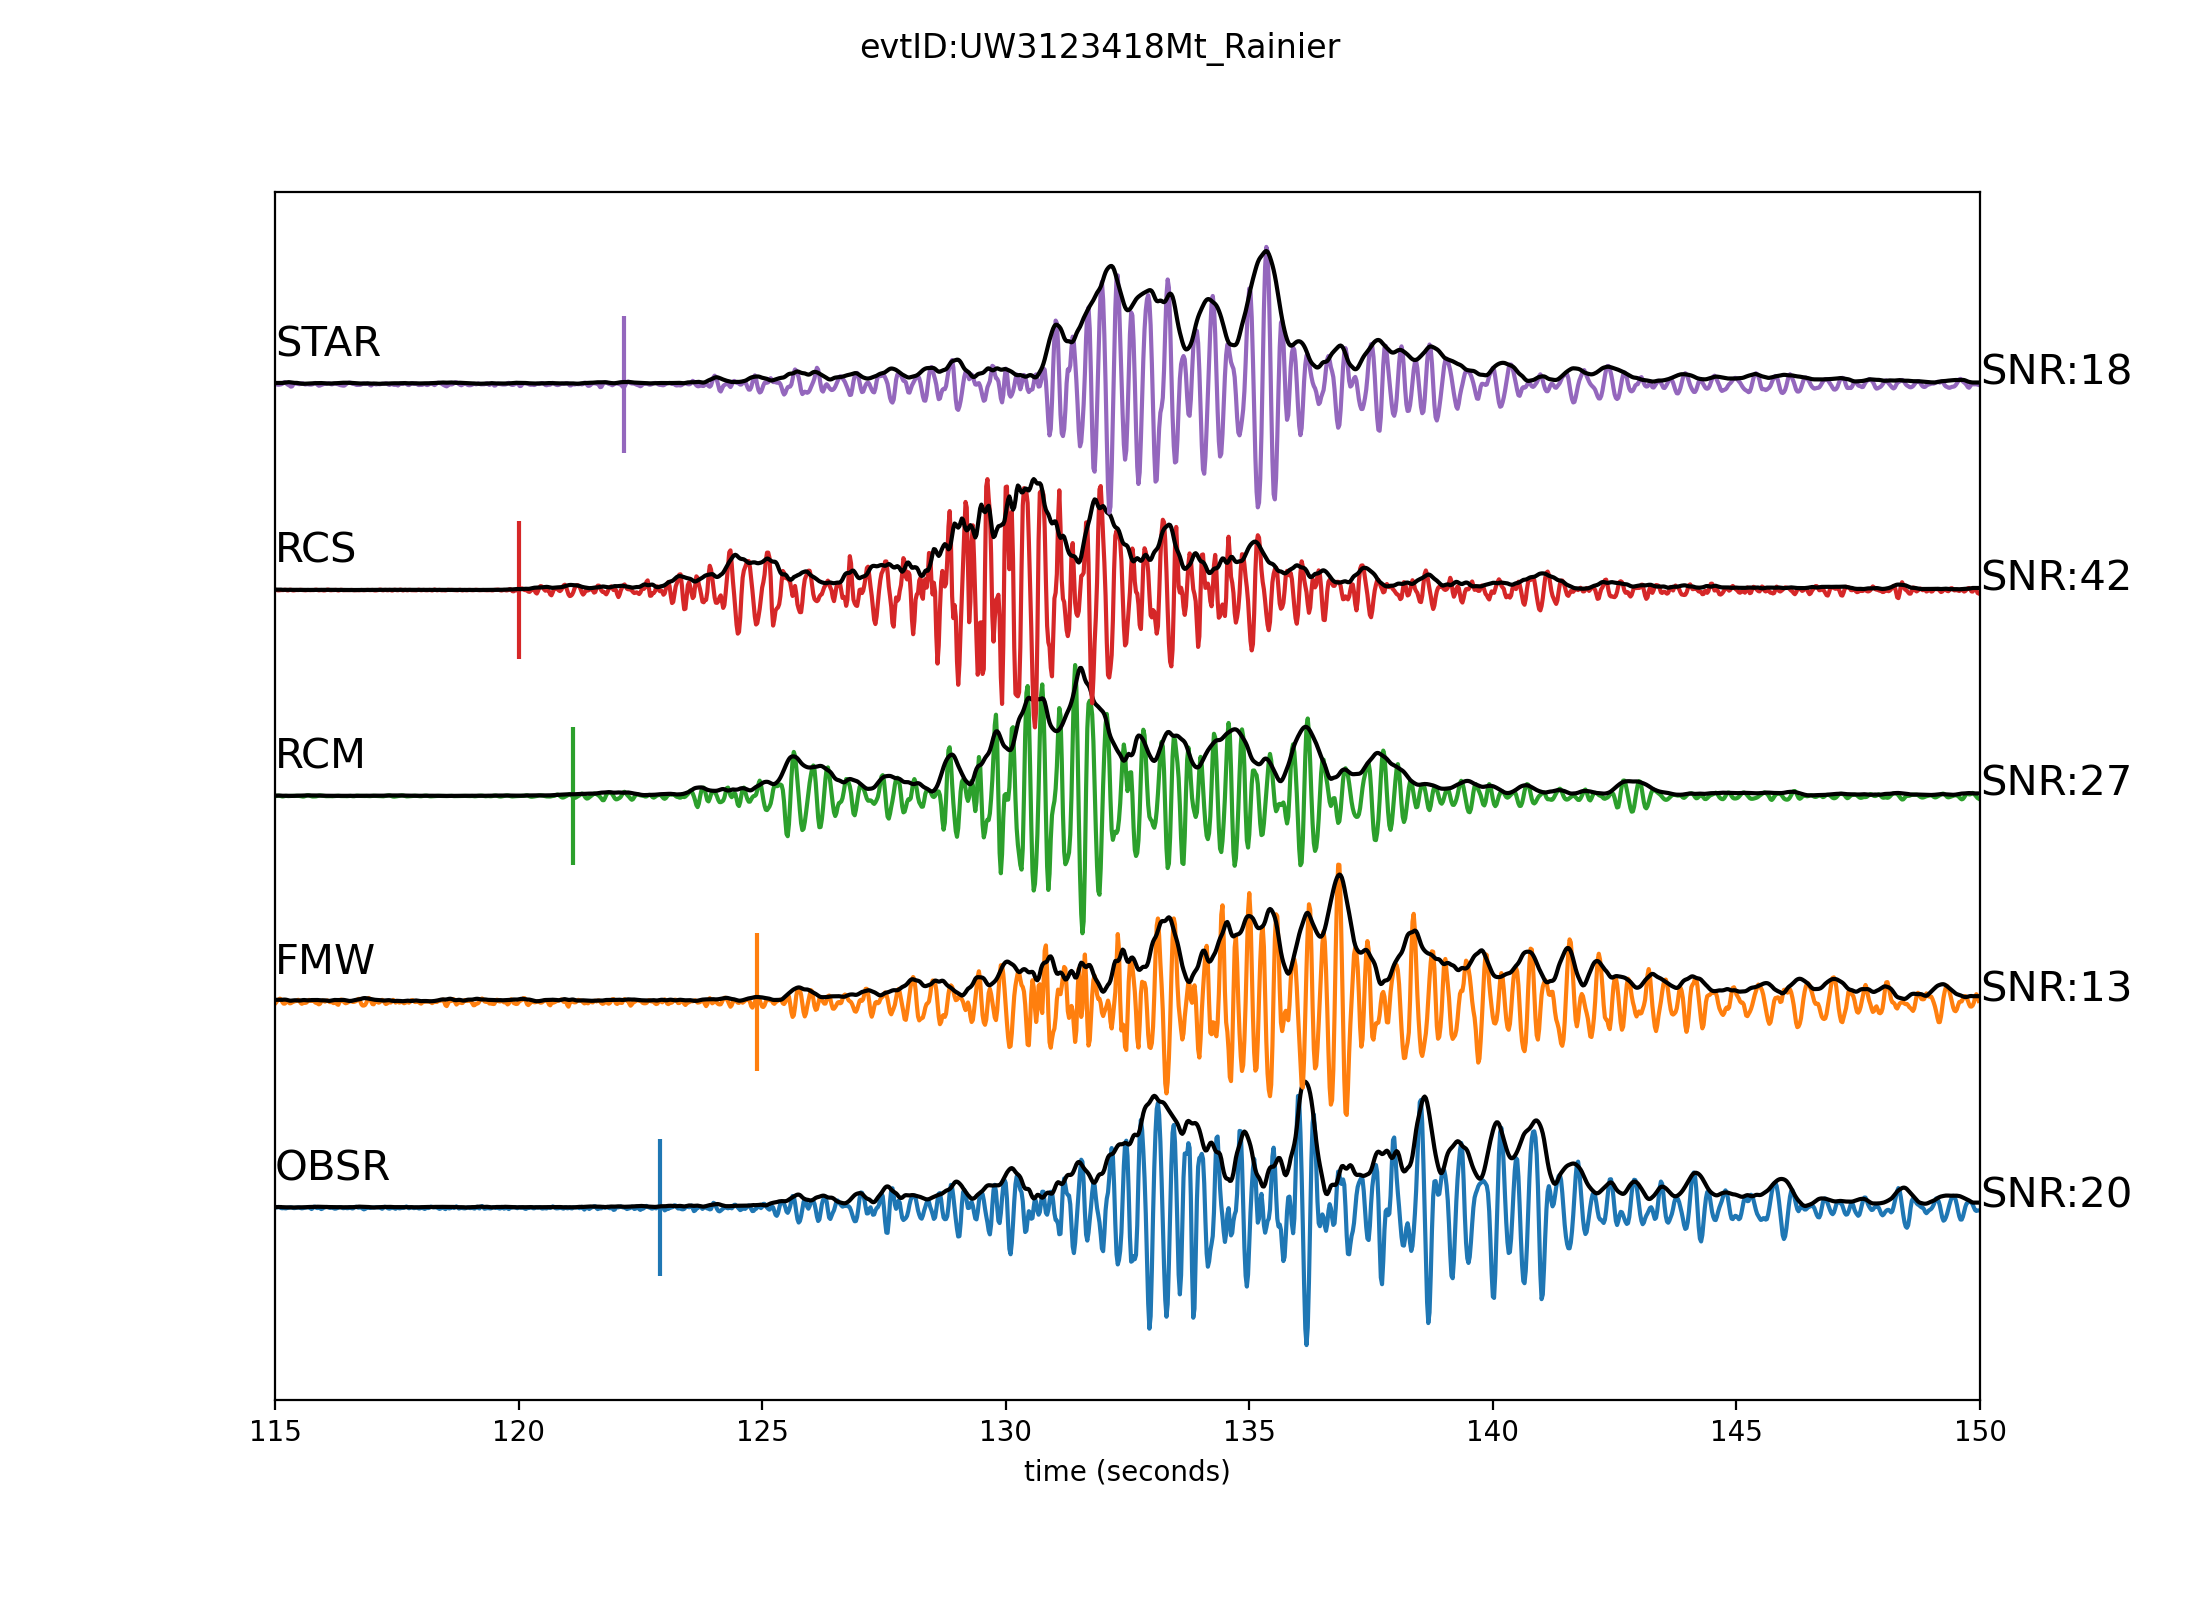 evtID:UW3123418Mt_Rainier
STAR
SNR:18
RCS
SNR:42
RCM
SNR:27
FMW
SNR:13
OBSR
SNR:20
115 120 125 130 135 140 145 150
time (seconds)